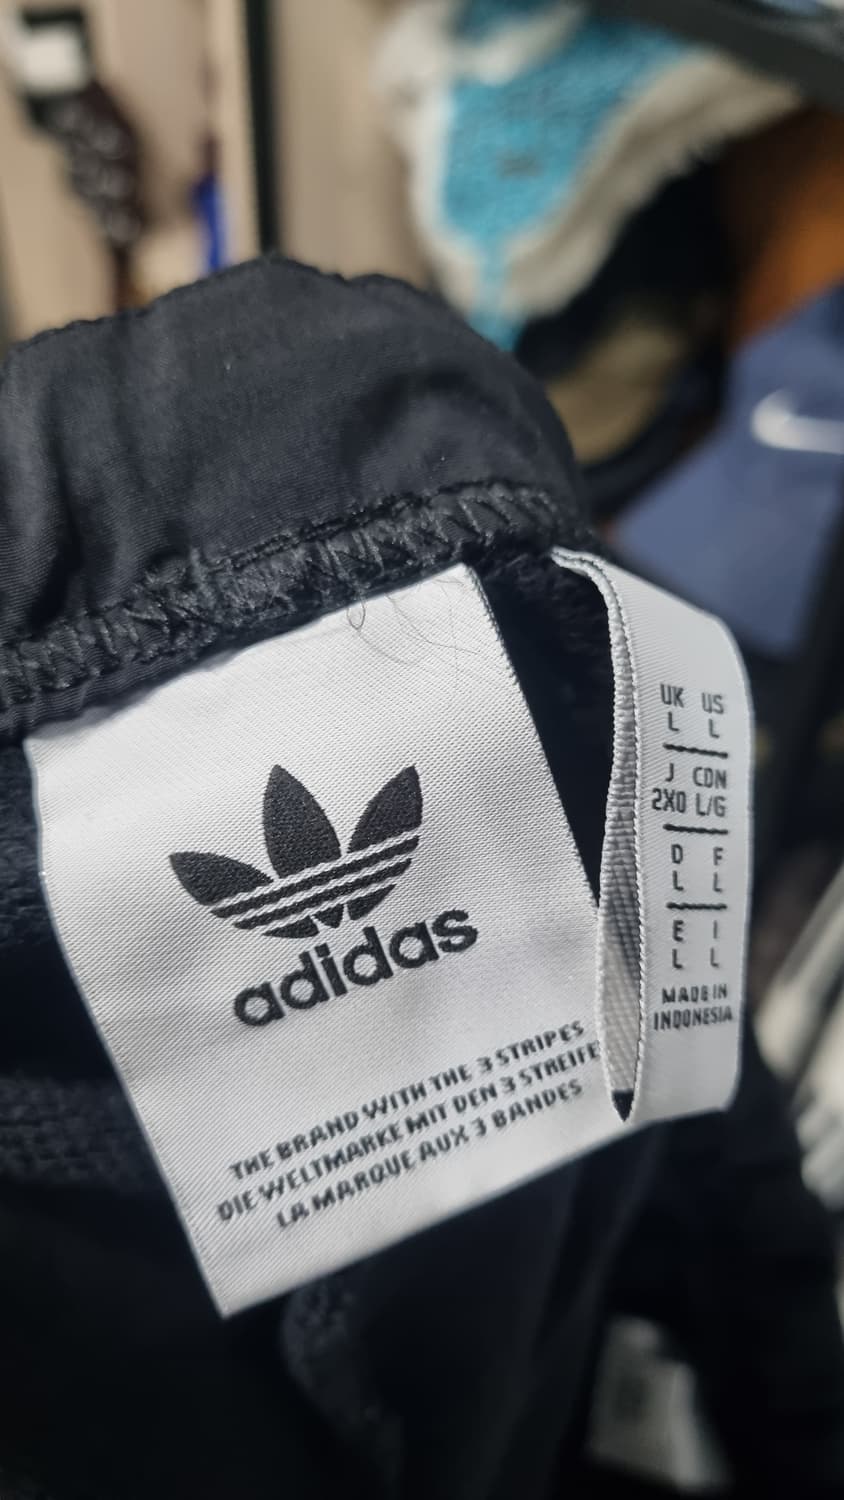 adidas
THE BRAND WITH THE 3 STRIPES
DIE WELTMARKE MIT DEN 3 STREIFE
LA MARQUE AUX 3 BANDES
UK US
L L
J CDN
2XO L/G
D F
L L
E I
L L
MADE IN
INDONESIA